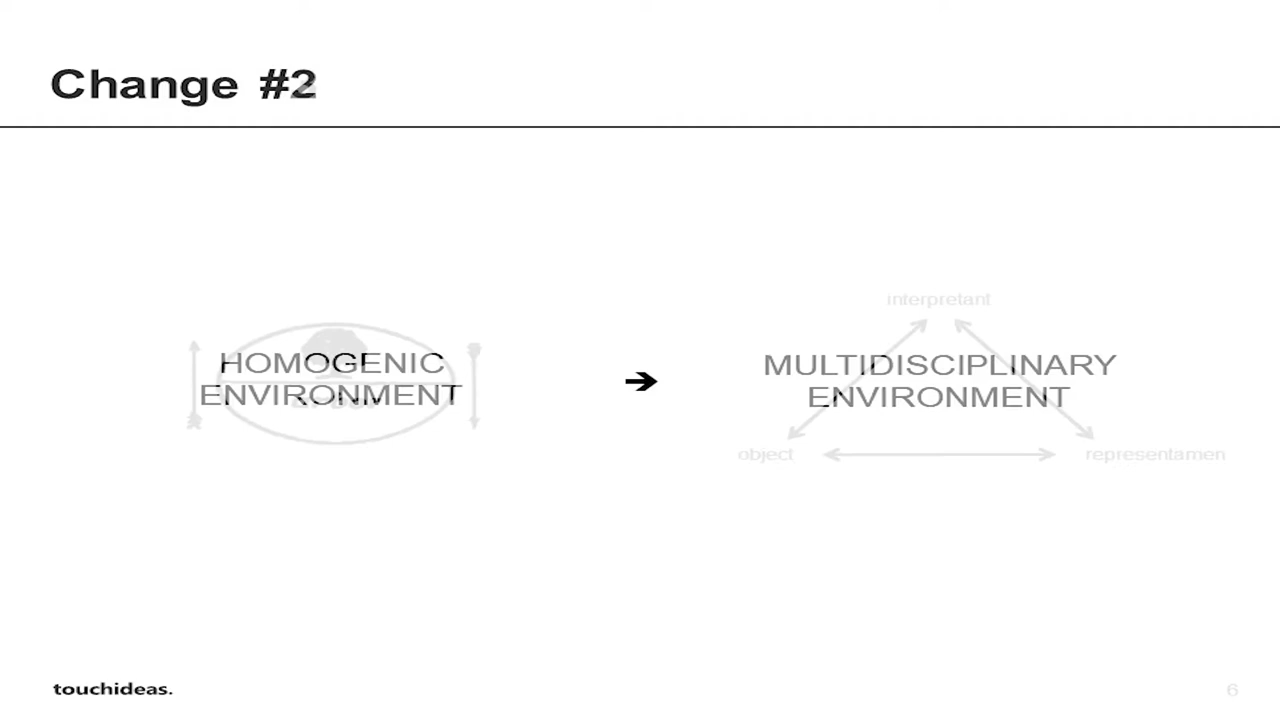 Change #2
interpretant
HOMOGENIC
ENVIRONMENT
➔
MULTIDISCIPLINARY
ENVIRONMENT
object
representamen
touchideas.
6